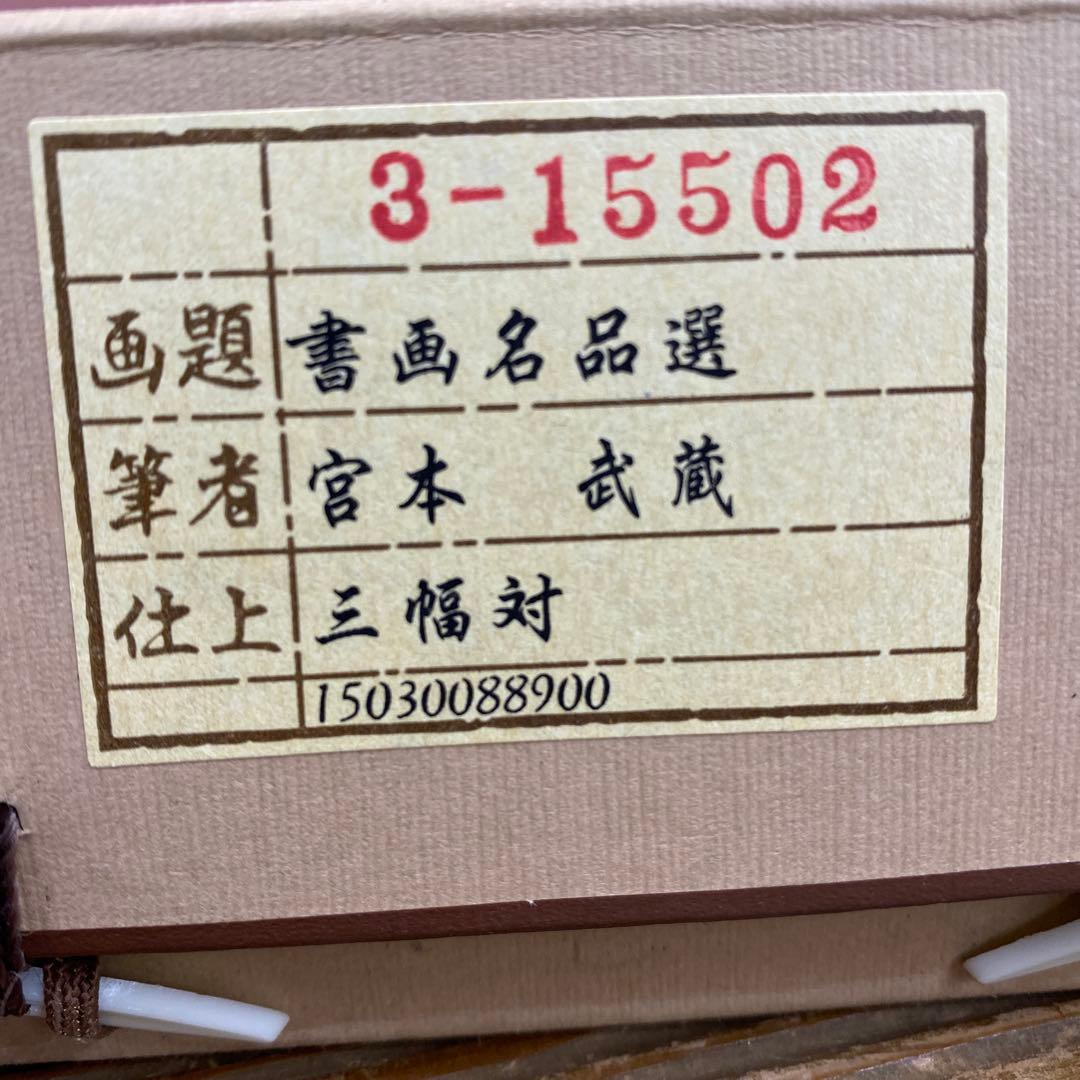 3-15502
画題 書画名品選
筆者 宮本 武蔵
仕上 三幅対
15030088900